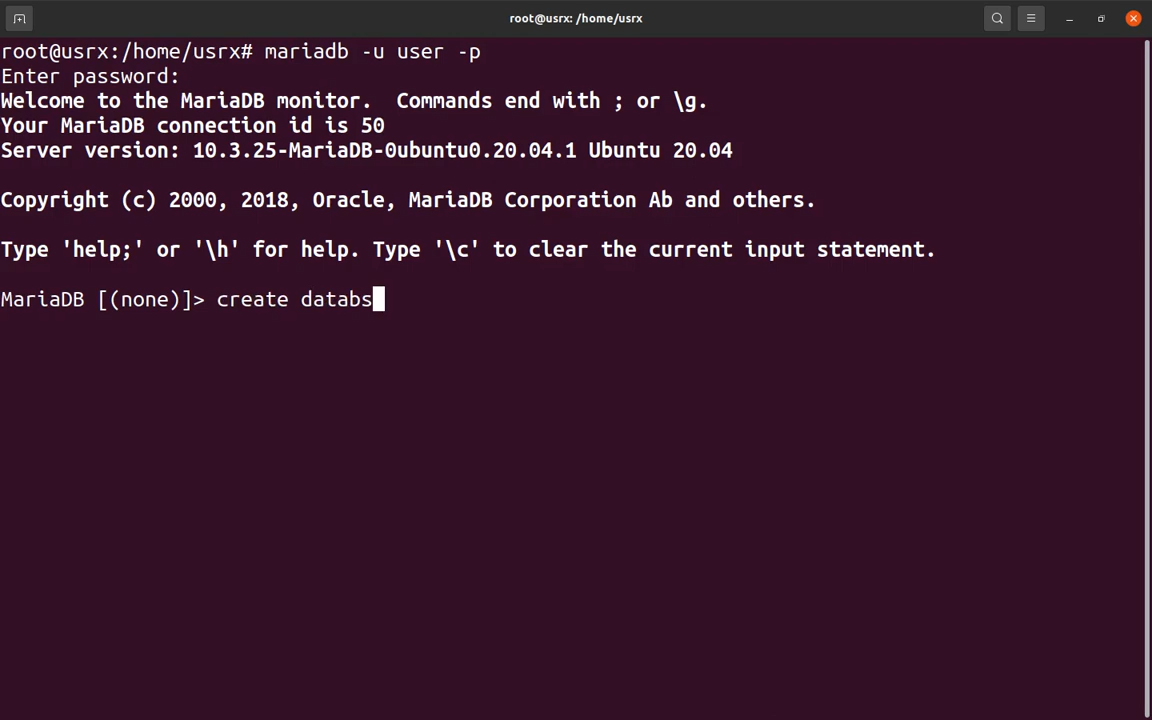 root@usrx: /home/usrx
root@usrx:/home/usrx# mariadb -u user -p
Enter password:
Welcome to the MariaDB monitor.  Commands end with ; or \g.
Your MariaDB connection id is 50
Server version: 10.3.25-MariaDB-0ubuntu0.20.04.1 Ubuntu 20.04
Copyright (c) 2000, 2018, Oracle, MariaDB Corporation Ab and others.
Type 'help;' or '\h' for help. Type '\c' to clear the current input statement.
MariaDB [(none)]> create databs